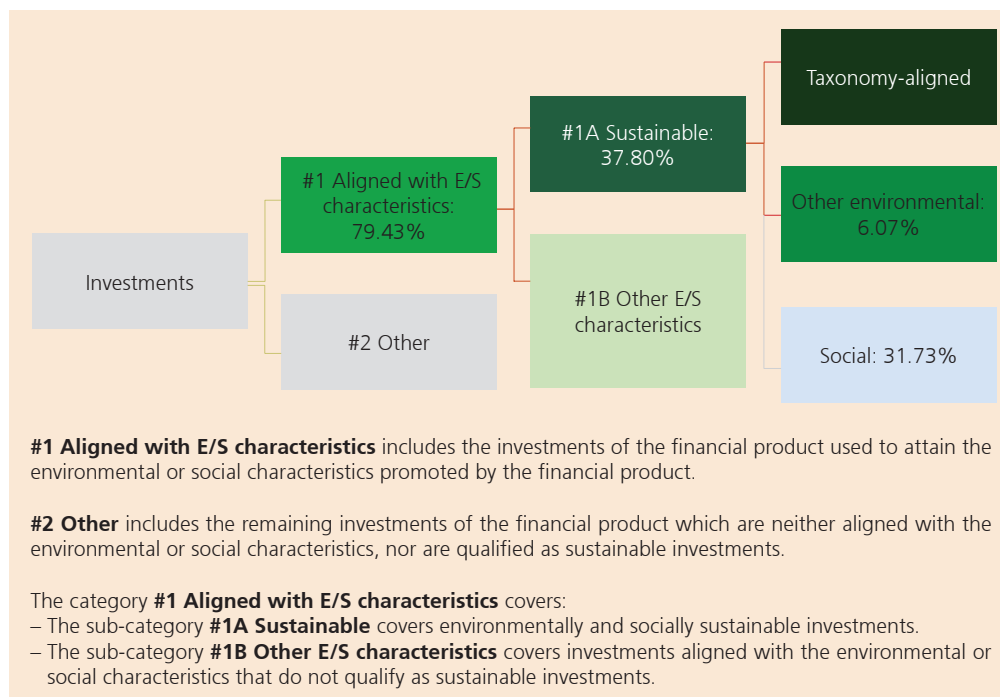 Taxonomy-aligned
#1A Sustainable:
37.80%
#1 Aligned with E/S
characteristics:
79.43%
Other environmental:
6.07%
Investments
#1B Other E/S
characteristics
#2 Other
Social: 31.73%
#1 Aligned with E/S characteristics includes the investments of the financial product used to attain the
environmental or social characteristics promoted by the financial product.
#2 Other includes the remaining investments of the financial product which are neither aligned with the
environmental or social characteristics, nor are qualified as sustainable investments.
The category #1 Aligned with E/S characteristics covers:
– The sub-category #1A Sustainable covers environmentally and socially sustainable investments.
– The sub-category #1B Other E/S characteristics covers investments aligned with the environmental or
social characteristics that do not qualify as sustainable investments.